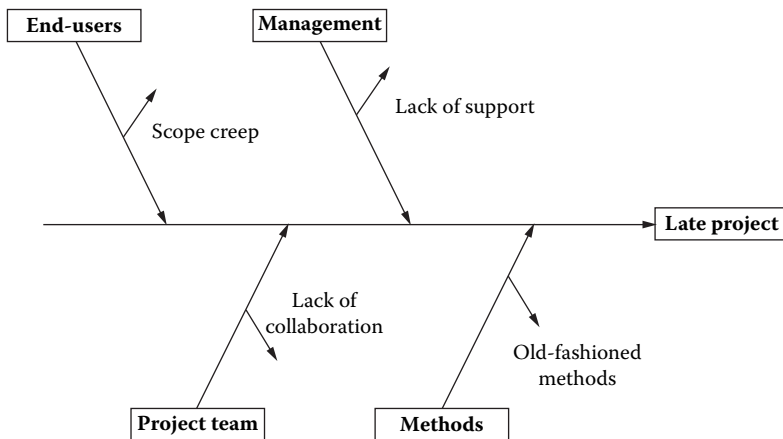 End-users
Management
Scope creep
Lack of support
Late project
Lack of
collaboration
Old-fashioned
methods
Project team
Methods